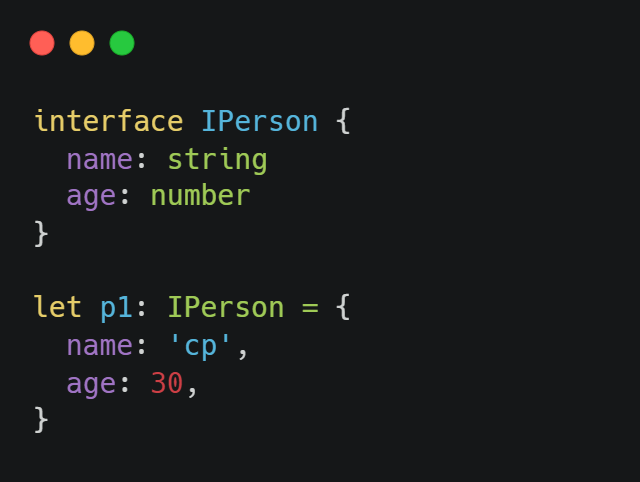 interface IPerson {
  name: string
  age: number
}

let p1: IPerson = {
  name: 'cp',
  age: 30,
}